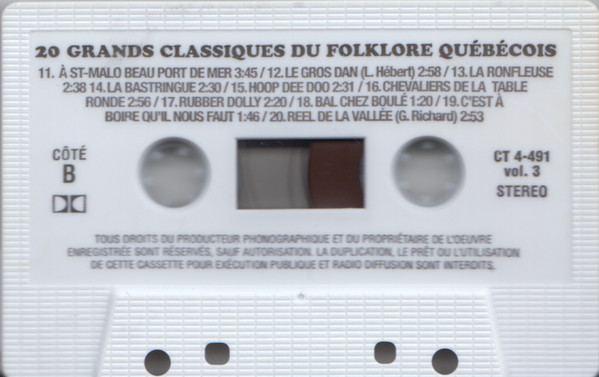 20 GRANDS CLASSIQUES DU FOLKLORE QUÉBÉCOIS
11. À ST-MALO BEAU PORT DE MER 3:45 / 12. LE GROS DAN (L. Hébert) 2:58 / 13. LA RONFLEUSE
2:38 14. LA BASTRINGUE 2:30 / 15. HOOP DEE DOO 2:31 / 16. CHEVALIERS DE LA TABLE
RONDE 2:56 / 17. RUBBER DOLLY 2:20 / 18. BAL CHEZ BOULÉ 1:20 / 19. C'EST À
BOIRE QU'IL NOUS FAUT 1:46 / 20. REEL DE LA VALLÉE (G. Richard) 2:53
CÔTÉ
B
CT 4-491
vol. 3
STEREO
TOUS DROITS DU PRODUCTEUR PHONOGRAPHIQUE ET DU PROPRIÉTAIRE DE L'OEUVRE
ENREGISTRÉE SONT RÉSERVÉS, SAUF AUTORISATION. LA DUPLICATION, LE PRÊT OU L'UTILISATION
DE CETTE CASSETTE POUR EXÉCUTION PUBLIQUE ET RADIO DIFFUSION SONT INTERDITS.